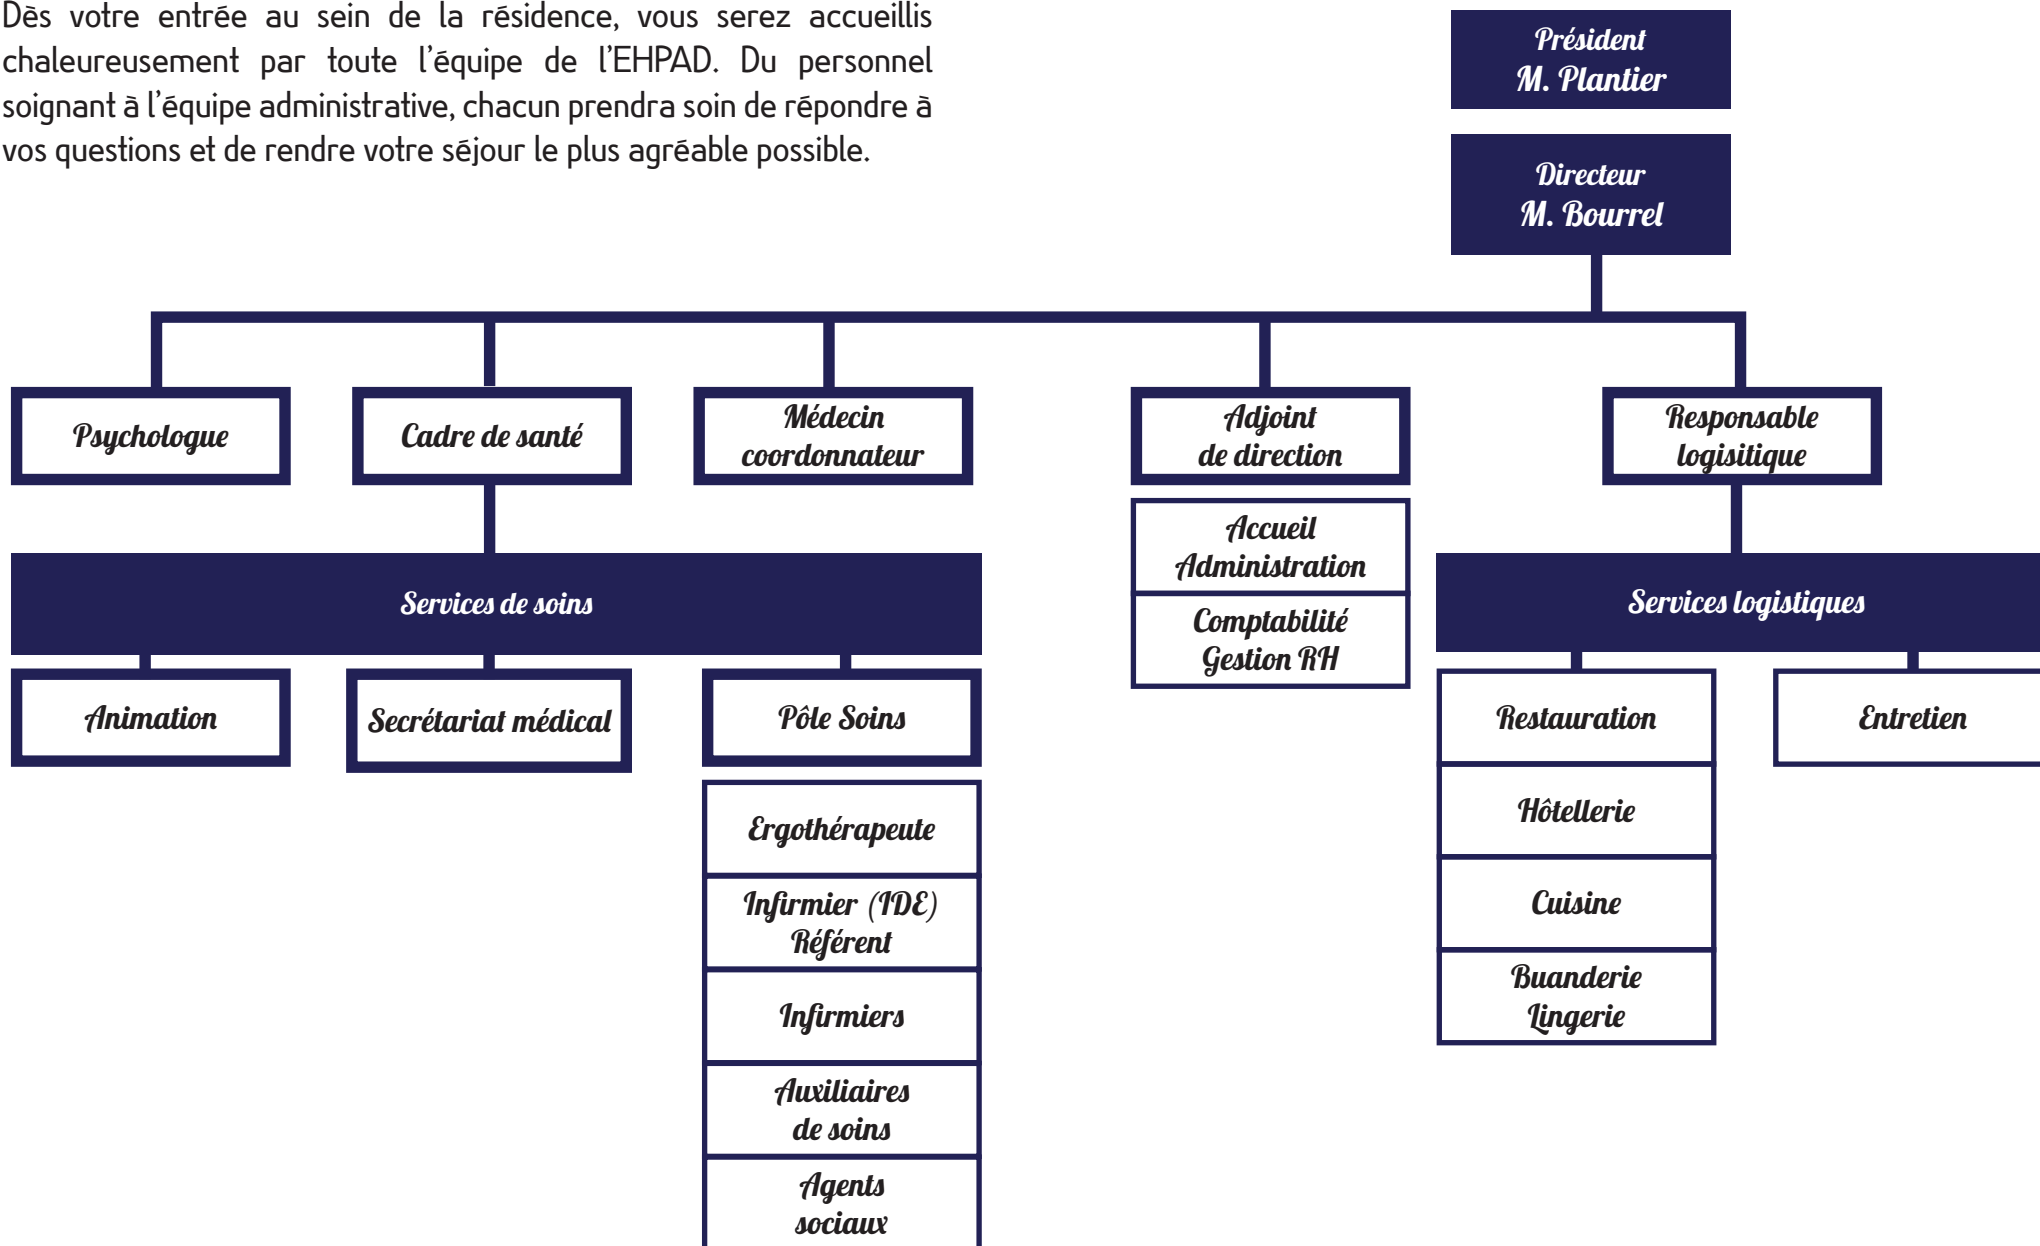 Dès votre entrée au sein de la résidence, vous serez accueillis
chaleureusement par toute l’équipe de l’EHPAD. Du personnel
soignant à l’équipe administrative, chacun prendra soin de répondre à
vos questions et de rendre votre séjour le plus agréable possible.
Président
M. Plantier
Directeur
M. Bourrel
Psychologue
Cadre de santé
Médecin
coordonnateur
Adjoint
de direction
Responsable
logisitique
Accueil
Administration
Comptabilité
Gestion RH
Services de soins
Services logistiques
Animation
Secrétariat médical
Pôle Soins
Restauration
Entretien
Ergothérapeute
Infirmier (IDE)
Référent
Infirmiers
Auxiliaires
de soins
Agents
sociaux
Hôtellerie
Cuisine
Buanderie
Lingerie